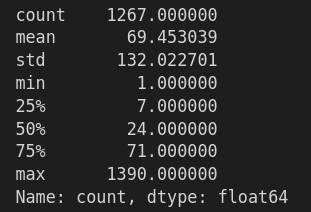 count    1267.000000
mean       69.453039
std       132.022701
min         1.000000
25%         7.000000
50%        24.000000
75%        71.000000
max      1390.000000
Name: count, dtype: float64